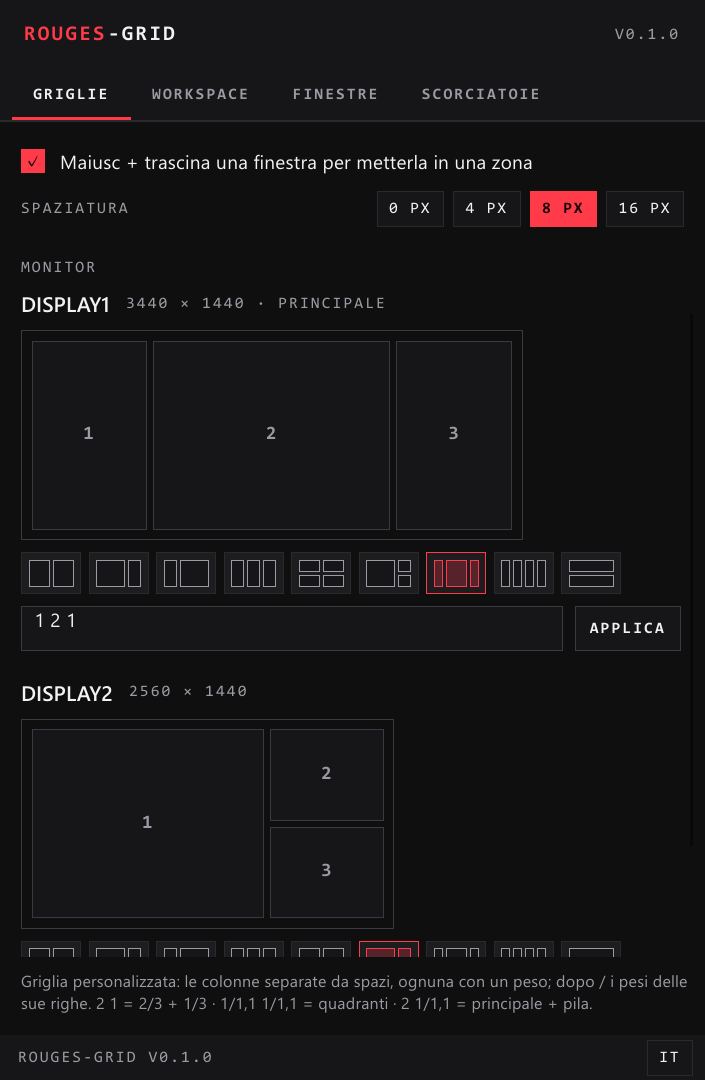 ROUGES-GRID
V0.1.0
GRIGLIE WORKSPACE FINESTRE SCORCIATOIE
✓ Maiusc + trascina una finestra per metterla in una zona
SPAZIATURA 0 PX 4 PX 8 PX 16 PX
MONITOR
DISPLAY1 3440 × 1440 · PRINCIPALE
1 2 3
1 2 1 APPLICA
DISPLAY2 2560 × 1440
1
2
3
Griglia personalizzata: le colonne separate da spazi, ognuna con un peso; dopo / i pesi delle
sue righe. 2 1 = 2/3 + 1/3 · 1/1,1 1/1,1 = quadranti · 2 1/1,1 = principale + pila.
ROUGES-GRID V0.1.0 IT